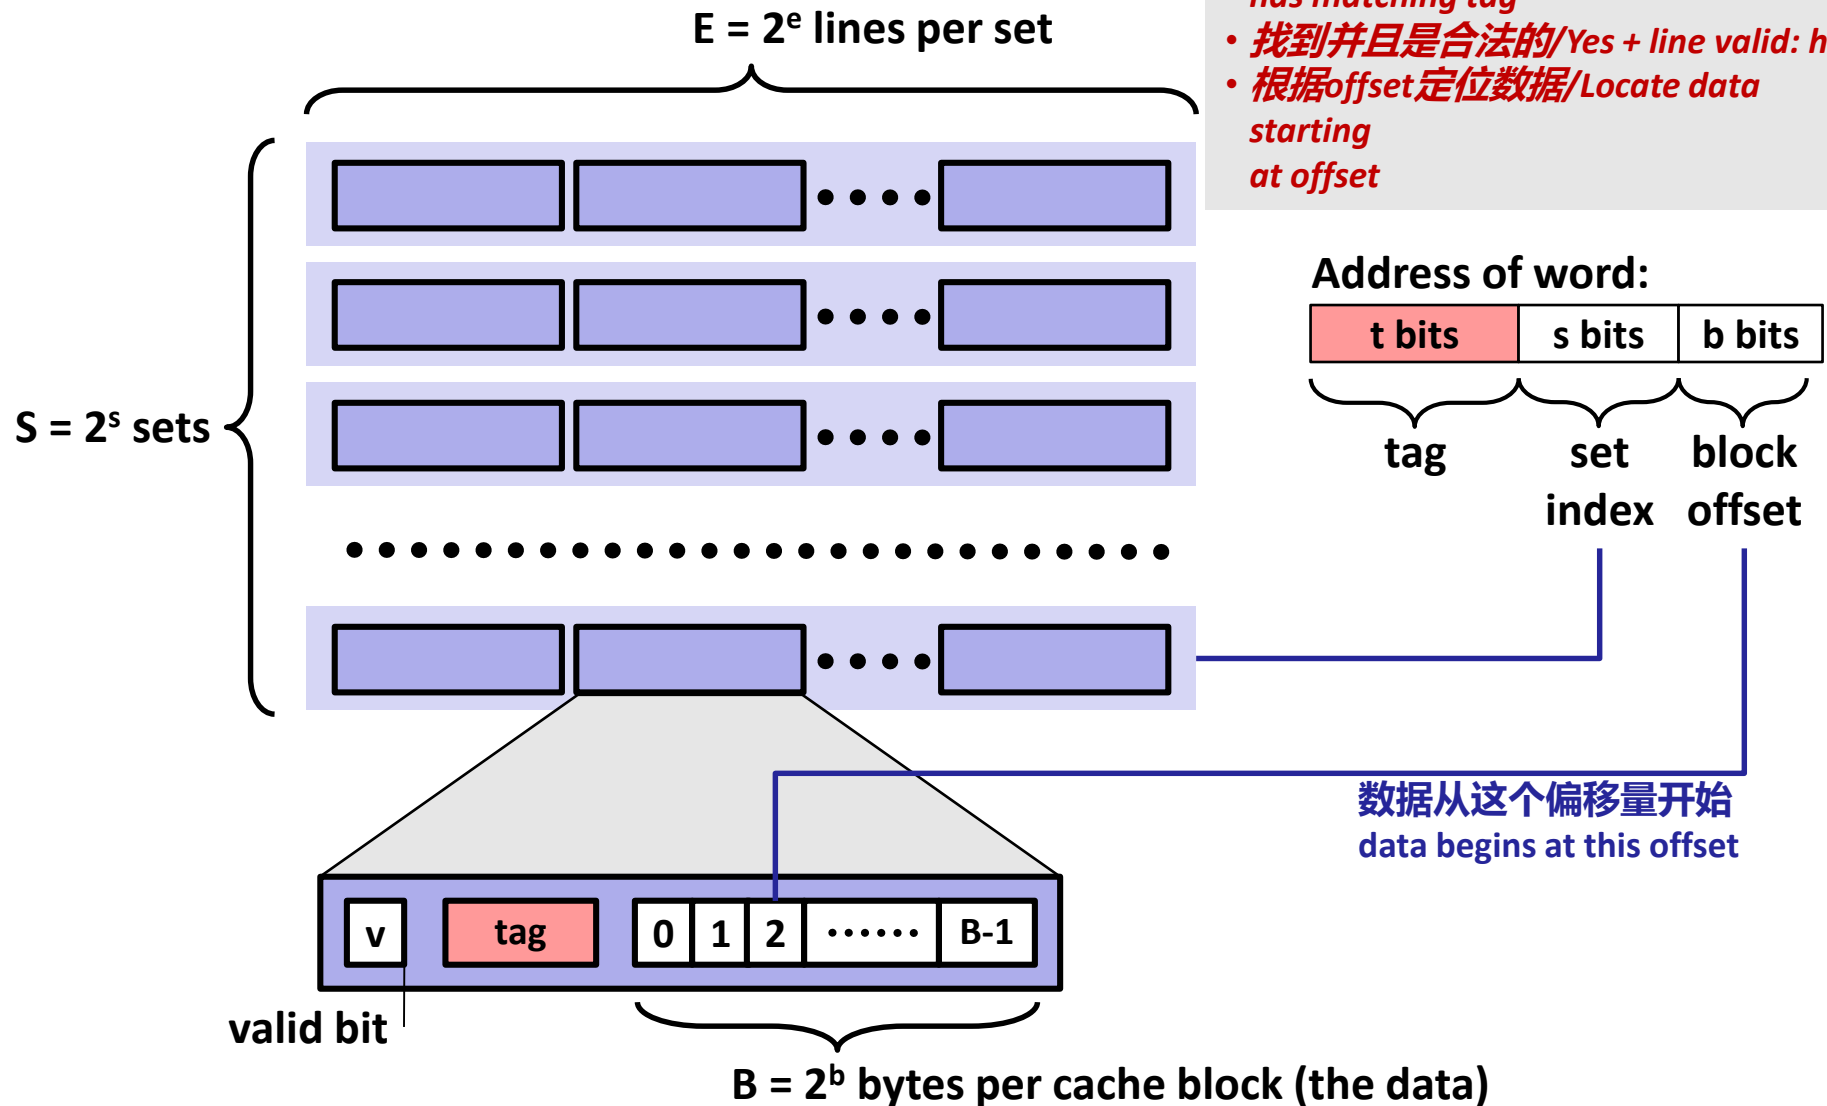 has matching tag
• 找到并且是合法的/Yes + line valid: h
• 根据offset定位数据/Locate data
starting
at offset
E = 2ᵉ lines per set
S = 2ˢ sets
Address of word:
t bits s bits b bits
tag set block
index offset
数据从这个偏移量开始
data begins at this offset
v tag 0 1 2 •••••• B-1
valid bit
B = 2ᵇ bytes per cache block (the data)